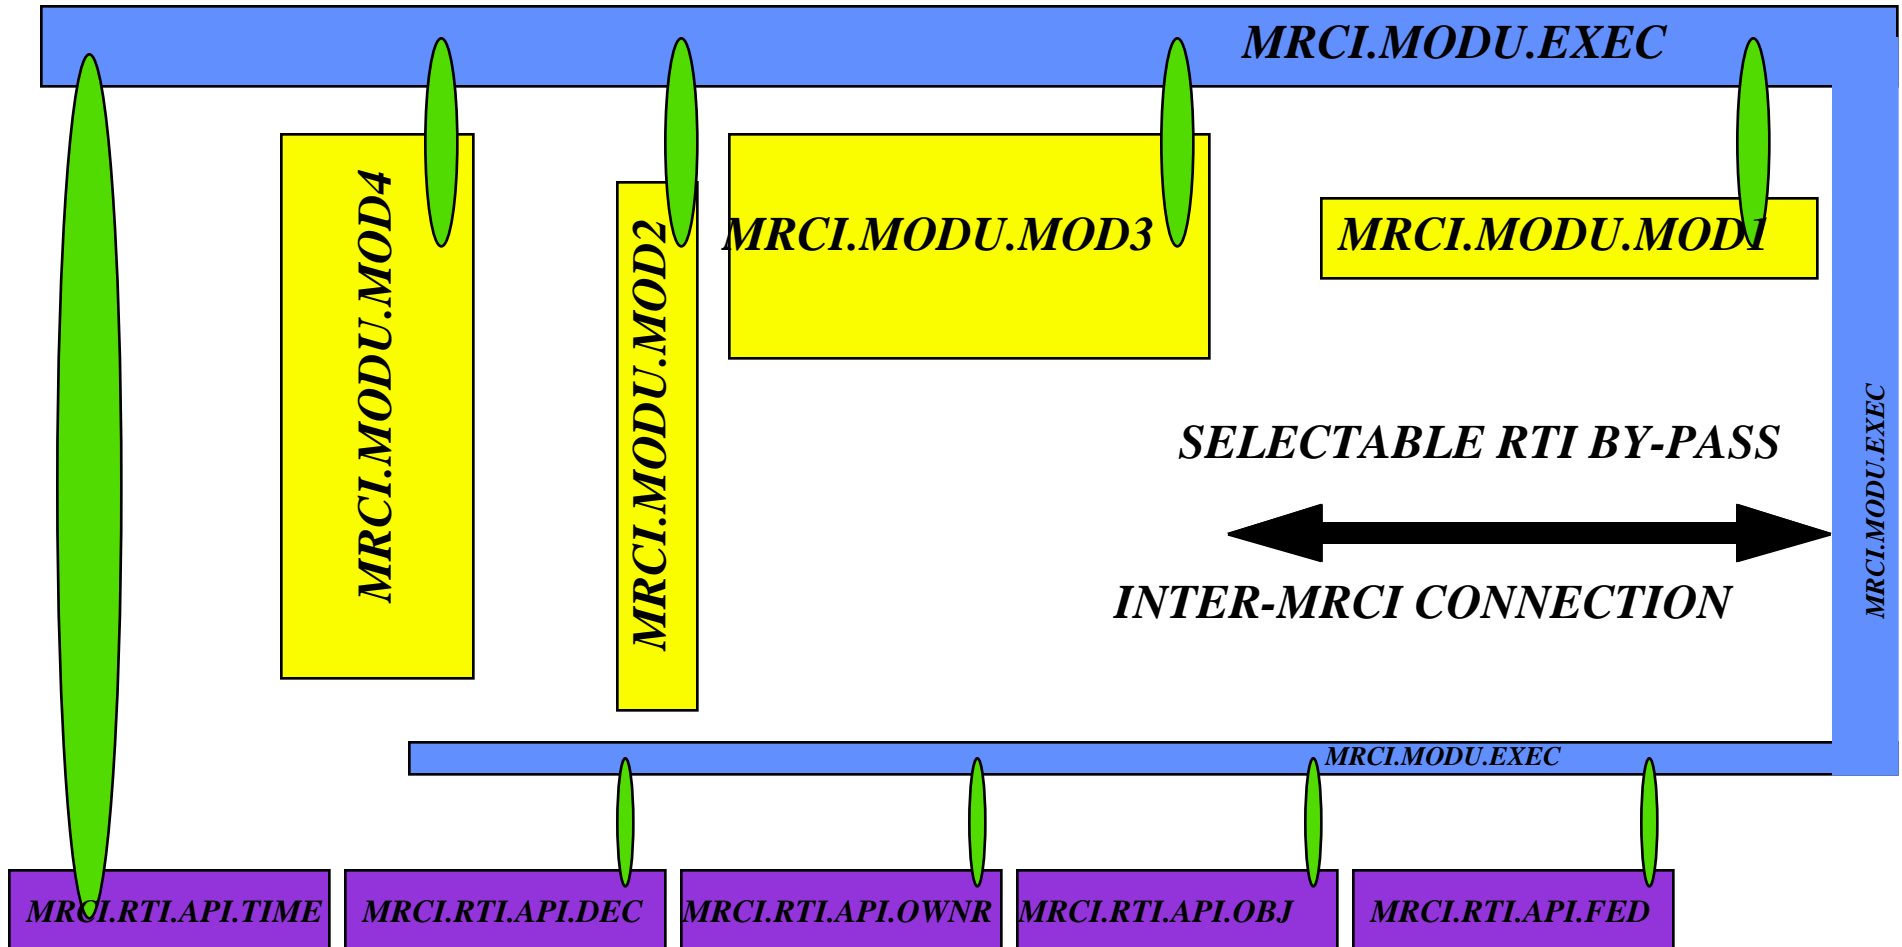 MRCI.MODU.EXEC
MRCI.MODU.MOD4
MRCI.MODU.MOD2
MRCI.MODU.MOD3
MRCI.MODU.MOD1
SELECTABLE RTI BY-PASS
INTER-MRCI CONNECTION
MRCI.MODU.EXEC
MRCI.MODU.EXEC
MRCI.RTI.API.TIME
MRCI.RTI.API.DEC
MRCI.RTI.API.OWNR
MRCI.RTI.API.OBJ
MRCI.RTI.API.FED